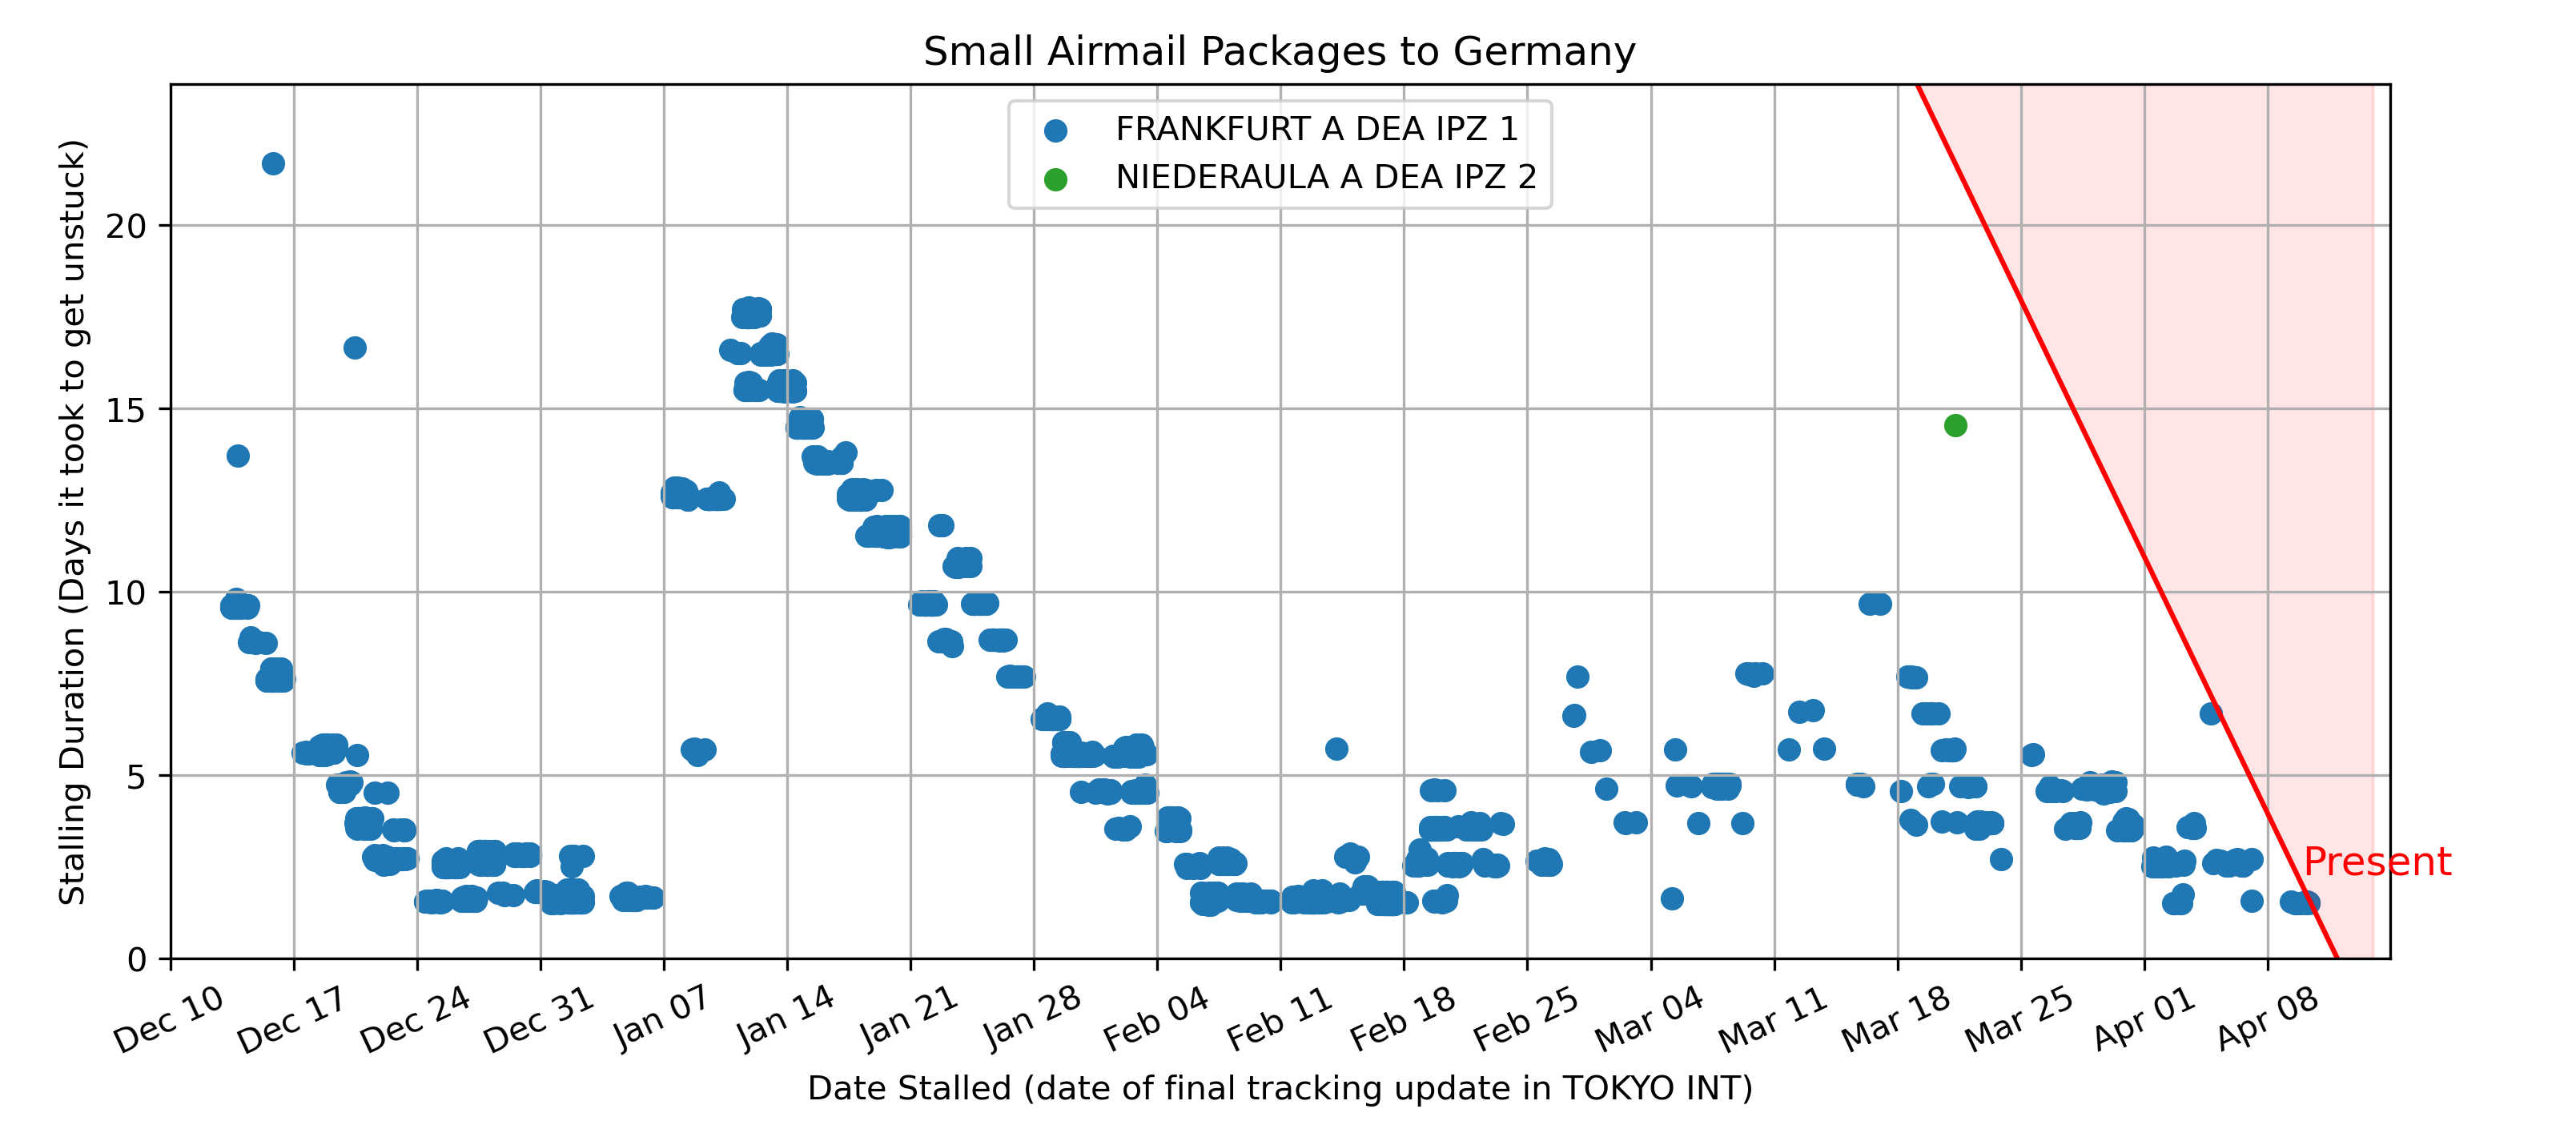 Small Airmail Packages to Germany
FRANKFURT A DEA IPZ 1
NIEDERAULA A DEA IPZ 2
Stalling Duration (Days it took to get unstuck)
20
15
10
5
0
Present
Dec 10
Dec 17
Dec 24
Dec 31
Jan 07
Jan 14
Jan 21
Jan 28
Feb 04
Feb 11
Feb 18
Feb 25
Mar 04
Mar 11
Mar 18
Mar 25
Apr 01
Apr 08
Date Stalled (date of final tracking update in TOKYO INT)